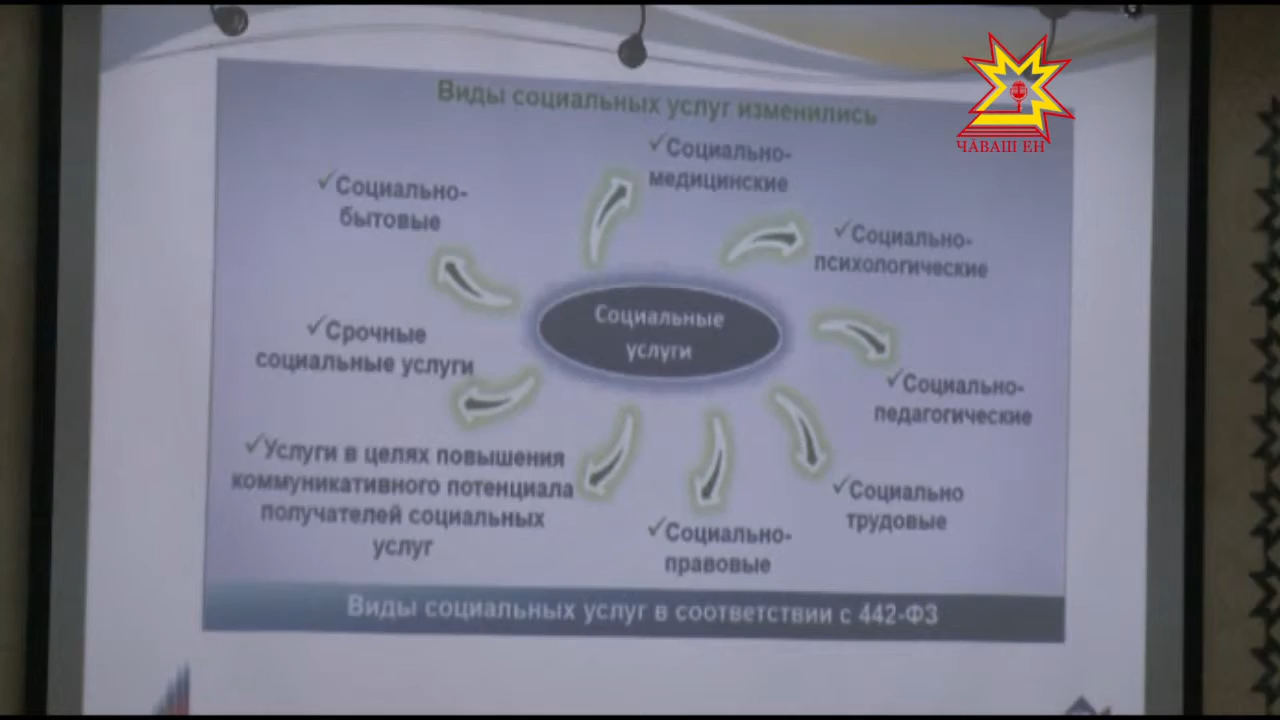 Виды социальных услуг изменились
ЧӐВАШ ЕН
✓Социально-
медицинские
✓Социально-
бытовые
✓Социально-
психологические
Социальные
услуги
✓Срочные
социальные услуги
✓Социально-
педагогические
✓Услуги в целях повышения
коммуникативного потенциала
получателей социальных
услуг
✓Социально
трудовые
✓Социально-
правовые
Виды социальных услуг в соответствии с 442-ФЗ